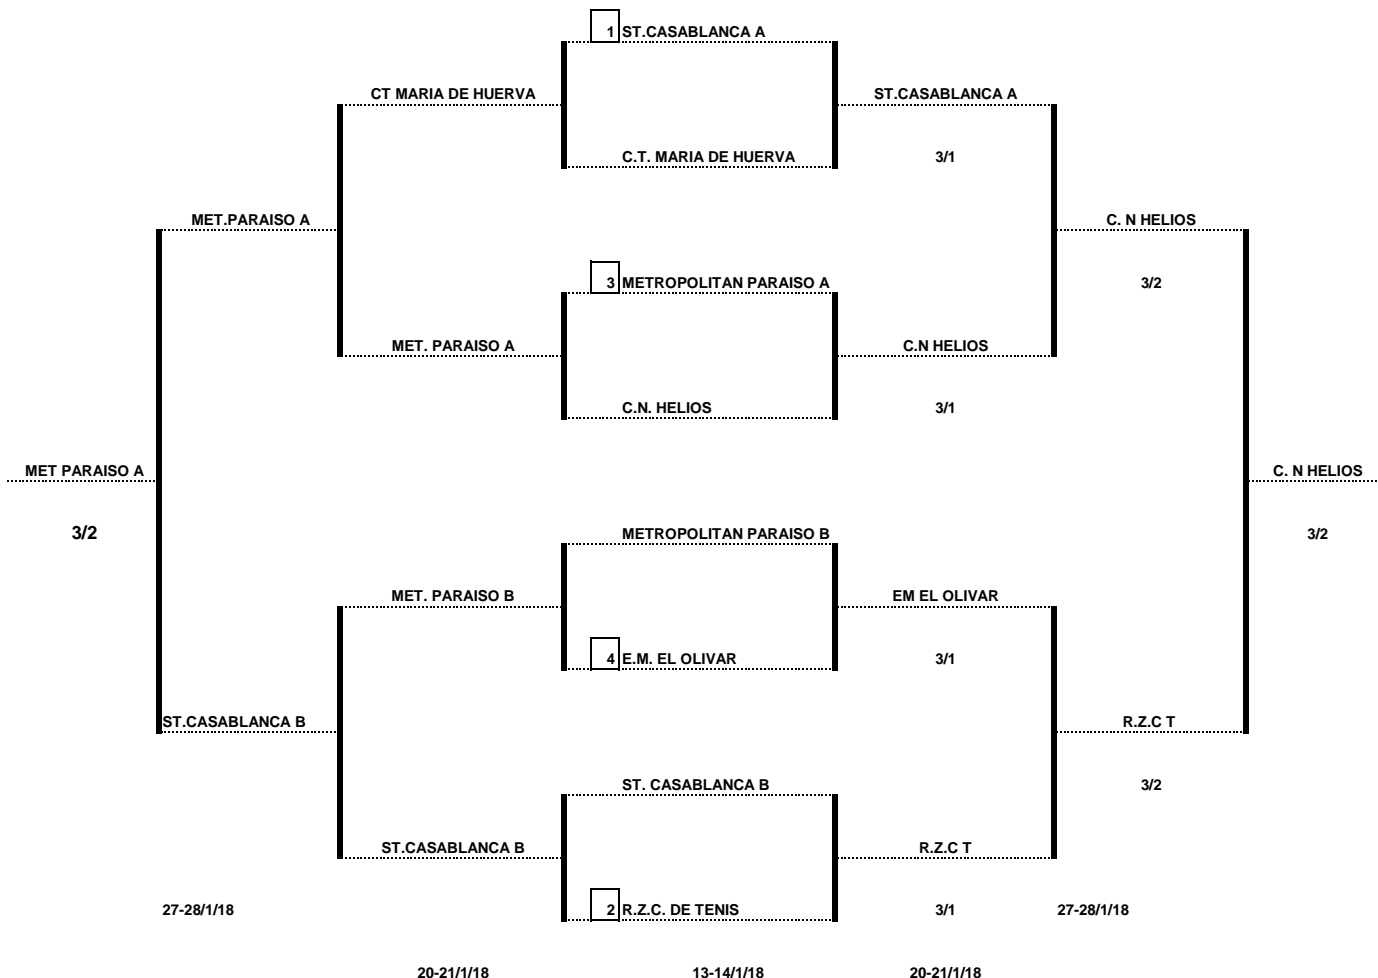 1 ST.CASABLANCA A
CT MARIA DE HUERVA ST.CASABLANCA A
C.T. MARIA DE HUERVA 3/1
MET.PARAISO A C. N HELIOS
3 METROPOLITAN PARAISO A 3/2
MET. PARAISO A C.N HELIOS
C.N. HELIOS 3/1
MET PARAISO A C. N HELIOS
3/2 METROPOLITAN PARAISO B 3/2
MET. PARAISO B EM EL OLIVAR
4 E.M. EL OLIVAR 3/1
ST.CASABLANCA B R.Z.C T
ST. CASABLANCA B 3/2
ST.CASABLANCA B R.Z.C T
27-28/1/18 2 R.Z.C. DE TENIS 3/1 27-28/1/18
20-21/1/18 13-14/1/18 20-21/1/18